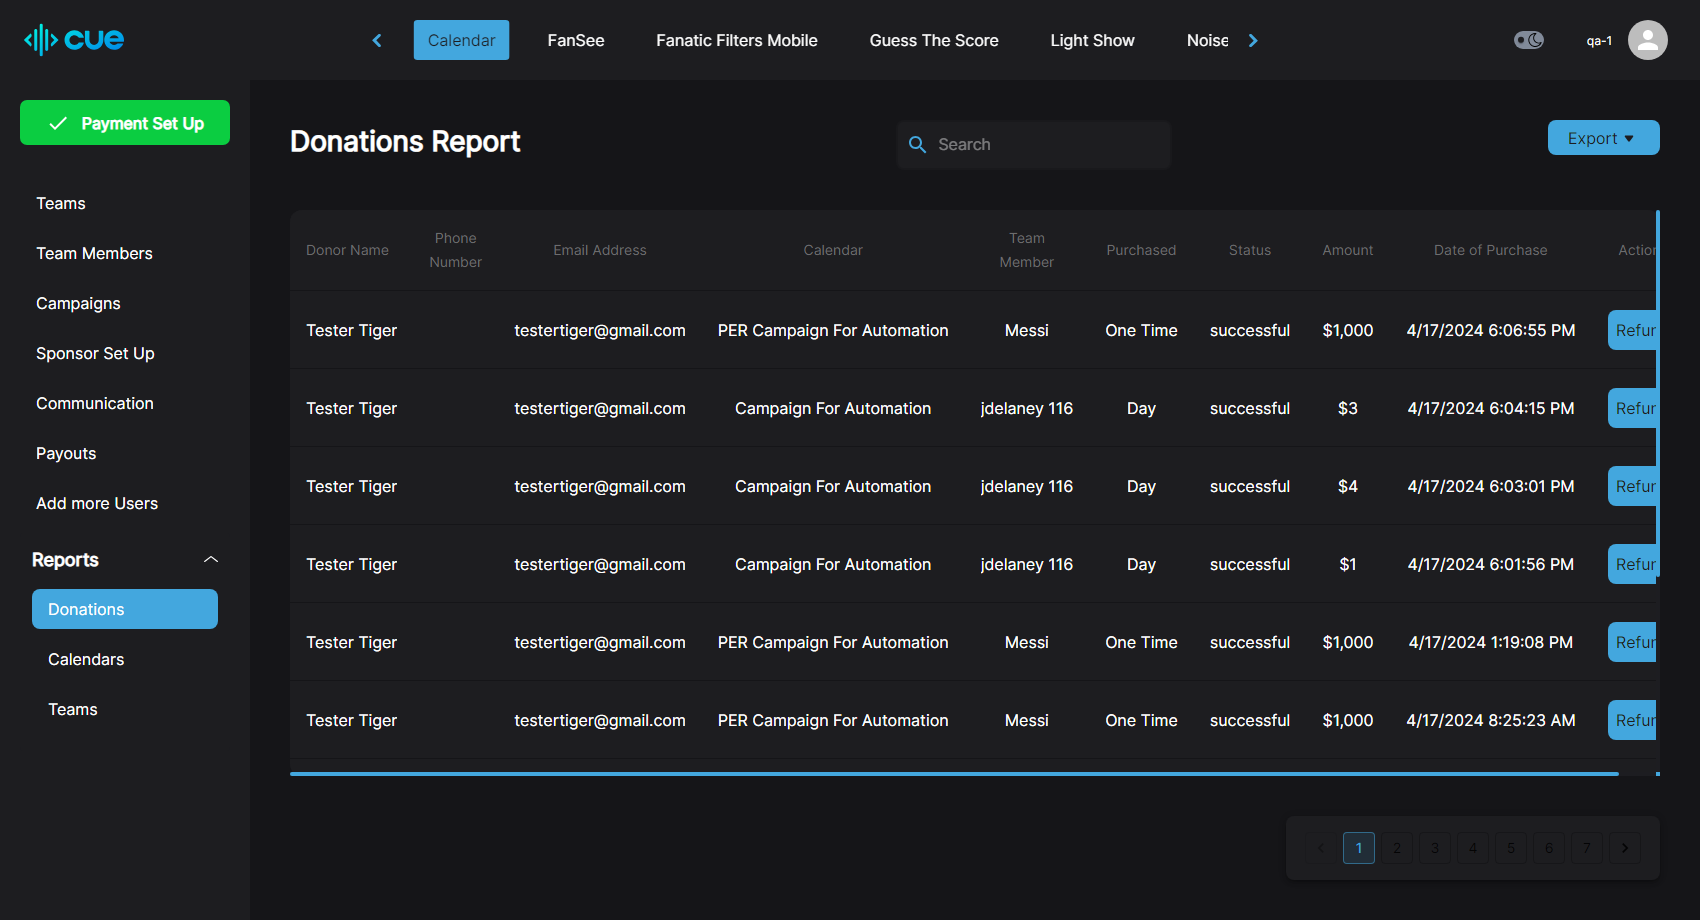 cue
Calendar FanSee Fanatic Filters Mobile Guess The Score Light Show Noise
qa-1
Payment Set Up
Teams
Team Members
Campaigns
Sponsor Set Up
Communication
Payouts
Add more Users
Reports
Donations
Calendars
Teams
Donations Report
Search
Export
Donor Name Phone Number Email Address Calendar Team Member Purchased Status Amount Date of Purchase Action
Tester Tiger testertiger@gmail.com PER Campaign For Automation Messi One Time successful $1,000 4/17/2024 6:06:55 PM Refur
Tester Tiger testertiger@gmail.com Campaign For Automation jdelaney 116 Day successful $3 4/17/2024 6:04:15 PM Refur
Tester Tiger testertiger@gmail.com Campaign For Automation jdelaney 116 Day successful $4 4/17/2024 6:03:01 PM Refur
Tester Tiger testertiger@gmail.com Campaign For Automation jdelaney 116 Day successful $1 4/17/2024 6:01:56 PM Refur
Tester Tiger testertiger@gmail.com PER Campaign For Automation Messi One Time successful $1,000 4/17/2024 1:19:08 PM Refur
Tester Tiger testertiger@gmail.com PER Campaign For Automation Messi One Time successful $1,000 4/17/2024 8:25:23 AM Refur
1 2 3 4 5 6 7